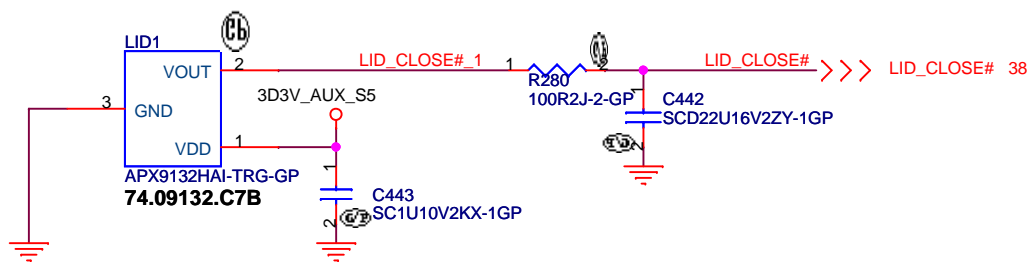 LID1
VOUT
2
LID_CLOSE#_1
1
R280
100R2J-2-GP
LID_CLOSE#
LID_CLOSE# 38
3
GND
3D3V_AUX_S5
1
C442
SCD22U16V2ZY-1GP
2
VDD
1
APX9132HAI-TRG-GP
74.09132.C7B
1
C443
SC1U10V2KX-1GP
2